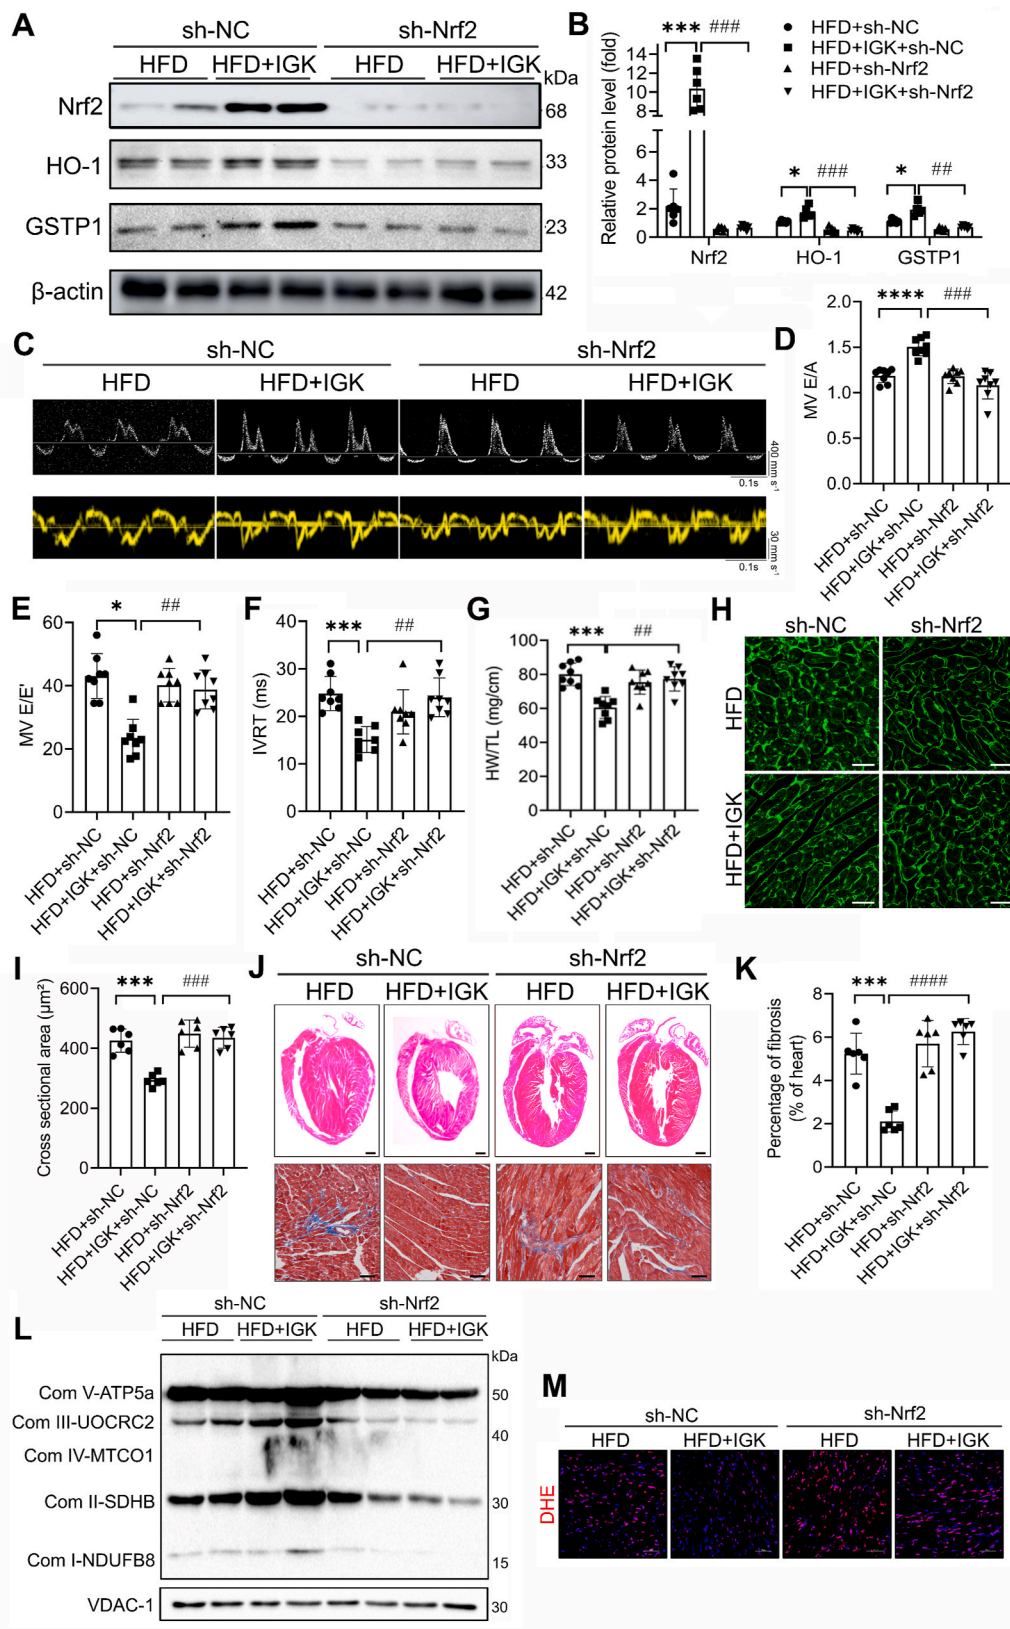 A
sh-NC sh-Nrf2
HFD HFD+IGK HFD HFD+IGK
kDa
Nrf2 68
HO-1 33
GSTP1 23
β-actin 42
B
Relative protein level (fold)
14
12
10
8
6
4
2
0
*** ###
* ###
* ##
Nrf2 HO-1 GSTP1
HFD+sh-NC
HFD+IGK+sh-NC
HFD+sh-Nrf2
HFD+IGK+sh-Nrf2
C
sh-NC sh-Nrf2
HFD HFD+IGK HFD HFD+IGK
400 mm s⁻¹
0.1s
30 mm s⁻¹
0.1s
D
MV E/A
2.0
1.5
1.0
0.5
0.0
**** ###
HFD+sh-NC
HFD+IGK+sh-NC
HFD+sh-Nrf2
HFD+IGK+sh-Nrf2
E
MV E/E'
60
40
20
0
* ##
HFD+sh-NC
HFD+IGK+sh-NC
HFD+sh-Nrf2
HFD+IGK+sh-Nrf2
F
IVRT (ms)
40
30
20
10
0
*** ##
HFD+sh-NC
HFD+IGK+sh-NC
HFD+sh-Nrf2
HFD+IGK+sh-Nrf2
G
HW/TL (mg/cm)
100
80
60
40
20
0
*** ##
HFD+sh-NC
HFD+IGK+sh-NC
HFD+sh-Nrf2
HFD+IGK+sh-Nrf2
H
sh-NC sh-Nrf2
HFD
HFD+IGK
I
Cross sectional area (μm²)
600
400
200
0
*** ###
HFD+sh-NC
HFD+IGK+sh-NC
HFD+sh-Nrf2
HFD+IGK+sh-Nrf2
J
sh-NC sh-Nrf2
HFD HFD+IGK HFD HFD+IGK
K
Percentage of fibrosis
(% of heart)
8
6
4
2
0
*** ####
HFD+sh-NC
HFD+IGK+sh-NC
HFD+sh-Nrf2
HFD+IGK+sh-Nrf2
L
sh-NC sh-Nrf2
HFD HFD+IGK HFD HFD+IGK
kDa
Com V-ATP5a 50
Com III-UOCRC2
40
Com IV-MTCO1
Com II-SDHB 30
Com I-NDUFB8 15
VDAC-1 30
M
sh-NC sh-Nrf2
HFD HFD+IGK HFD HFD+IGK
DHE